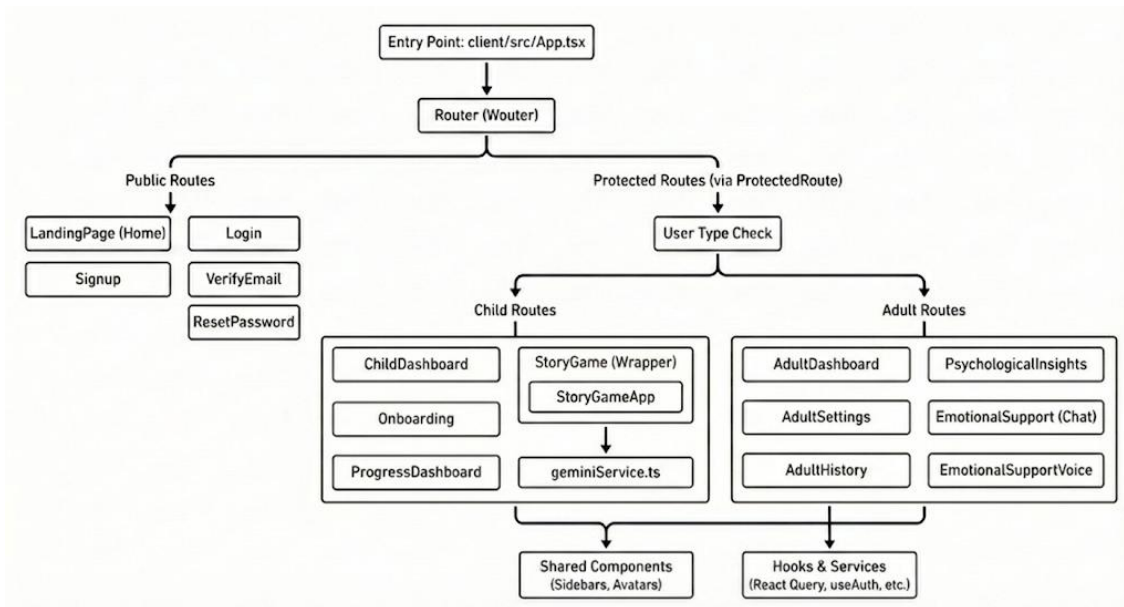 Entry Point: client/src/App.tsx
Router (Wouter)
Public Routes
LandingPage (Home)
Login
Signup
VerifyEmail
ResetPassword
Protected Routes (via ProtectedRoute)
User Type Check
Child Routes
ChildDashboard
Onboarding
ProgressDashboard
StoryGame (Wrapper)
StoryGameApp
geminiService.ts
Adult Routes
AdultDashboard
PsychologicalInsights
AdultSettings
EmotionalSupport (Chat)
AdultHistory
EmotionalSupportVoice
Shared Components
(Sidebars, Avatars)
Hooks & Services
(React Query, useAuth, etc.)